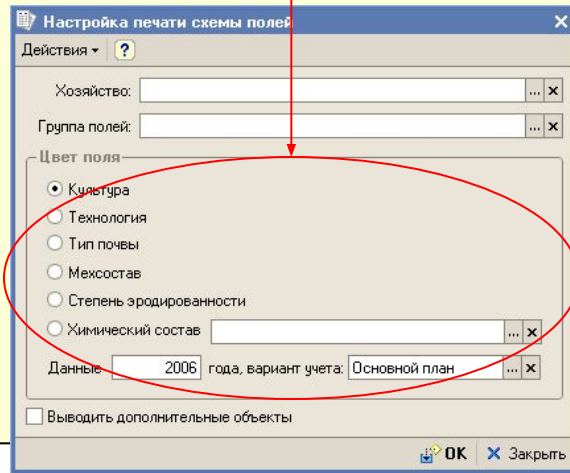 Настройка печати схемы полей
Действия
Хозяйство:
Группа полей:
Цвет поля
Культура
Технология
Тип почвы
Мехсостав
Степень эродированности
Химический состав
Данные 2006 года, вариант учета: Основной план
Выводить дополнительные объекты
OK Закрыть